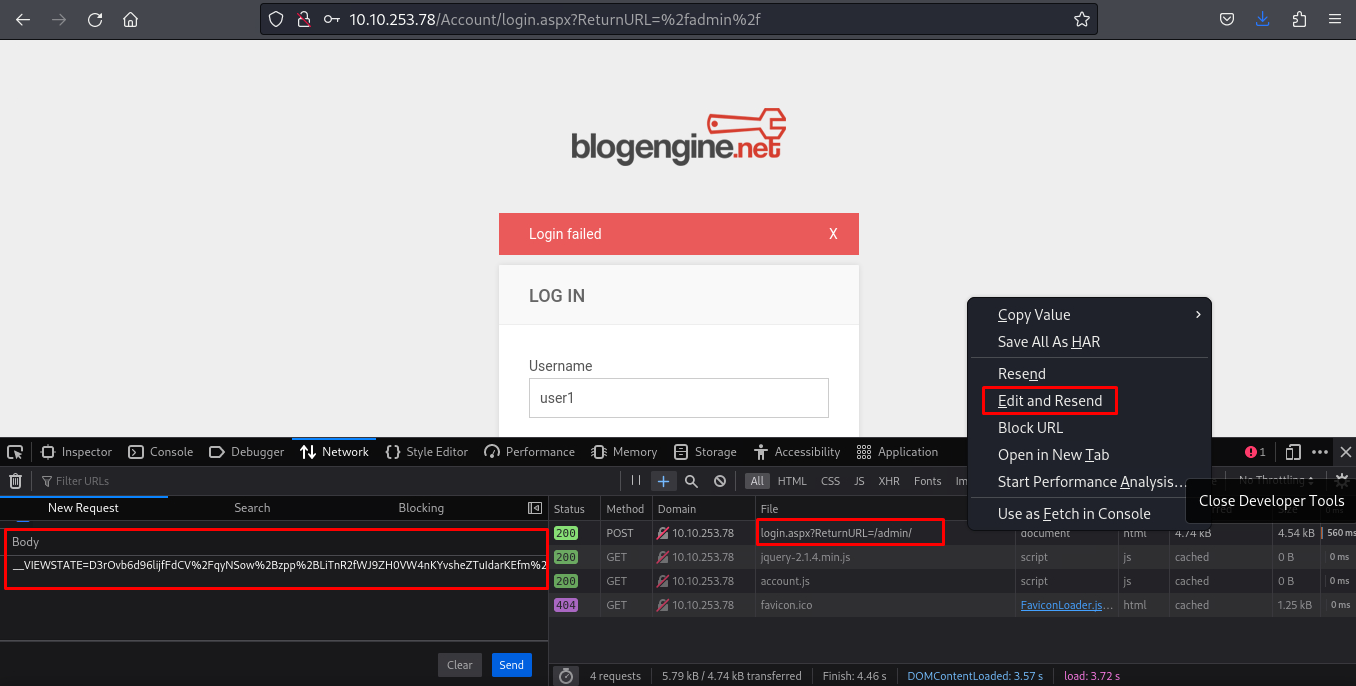 10.10.253.78/Account/login.aspx?ReturnURL=%2fadmin%2f
blogengine.net
Login failed X
LOG IN
Username
user1
Copy Value
Save All As HAR
Resend
Edit and Resend
Block URL
Open in New Tab
Start Performance Analysis...
Use as Fetch in Console
Inspector Console Debugger Network Style Editor Performance Memory Storage Accessibility Application 1
Filter URLs All HTML CSS JS XHR Fonts Im No Throttling
Close Developer Tools
New Request Search Blocking Status Method Domain File
Body
200 POST 10.10.253.78 login.aspx?ReturnURL=/admin/ document html 4.74 kB 4.54 kB 560 ms
__VIEWSTATE=D3rOvb6d96lijfFdCV%2FqyNSow%2Bzpp%2BLiTnR2fWJ9ZH0VW4nKYvsheZTuIdarKEfm%2
200 GET 10.10.253.78 jquery-2.1.4.min.js script js cached 0 B 0 ms
200 GET 10.10.253.78 account.js script js cached 0 B 0 ms
404 GET 10.10.253.78 favicon.ico FaviconLoader.js... html cached 1.25 kB 0 ms
Clear Send
4 requests 5.79 kB / 4.74 kB transferred Finish: 4.46 s DOMContentLoaded: 3.57 s load: 3.72 s